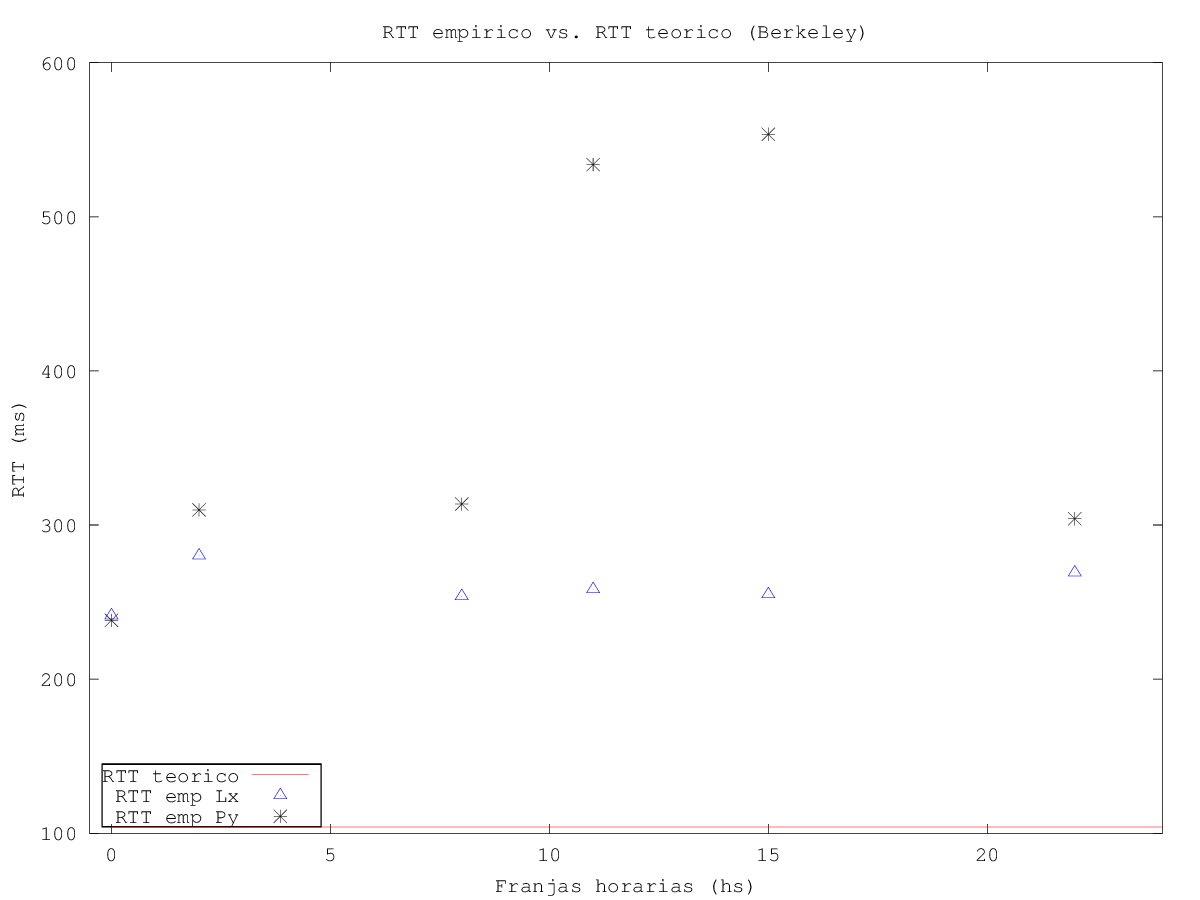 RTT empirico vs. RTT teorico (Berkeley)
600
500
400
300
200
100
RTT (ms)
RTT teorico
RTT emp Lx
RTT emp Py
0 5 10 15 20
Franjas horarias (hs)